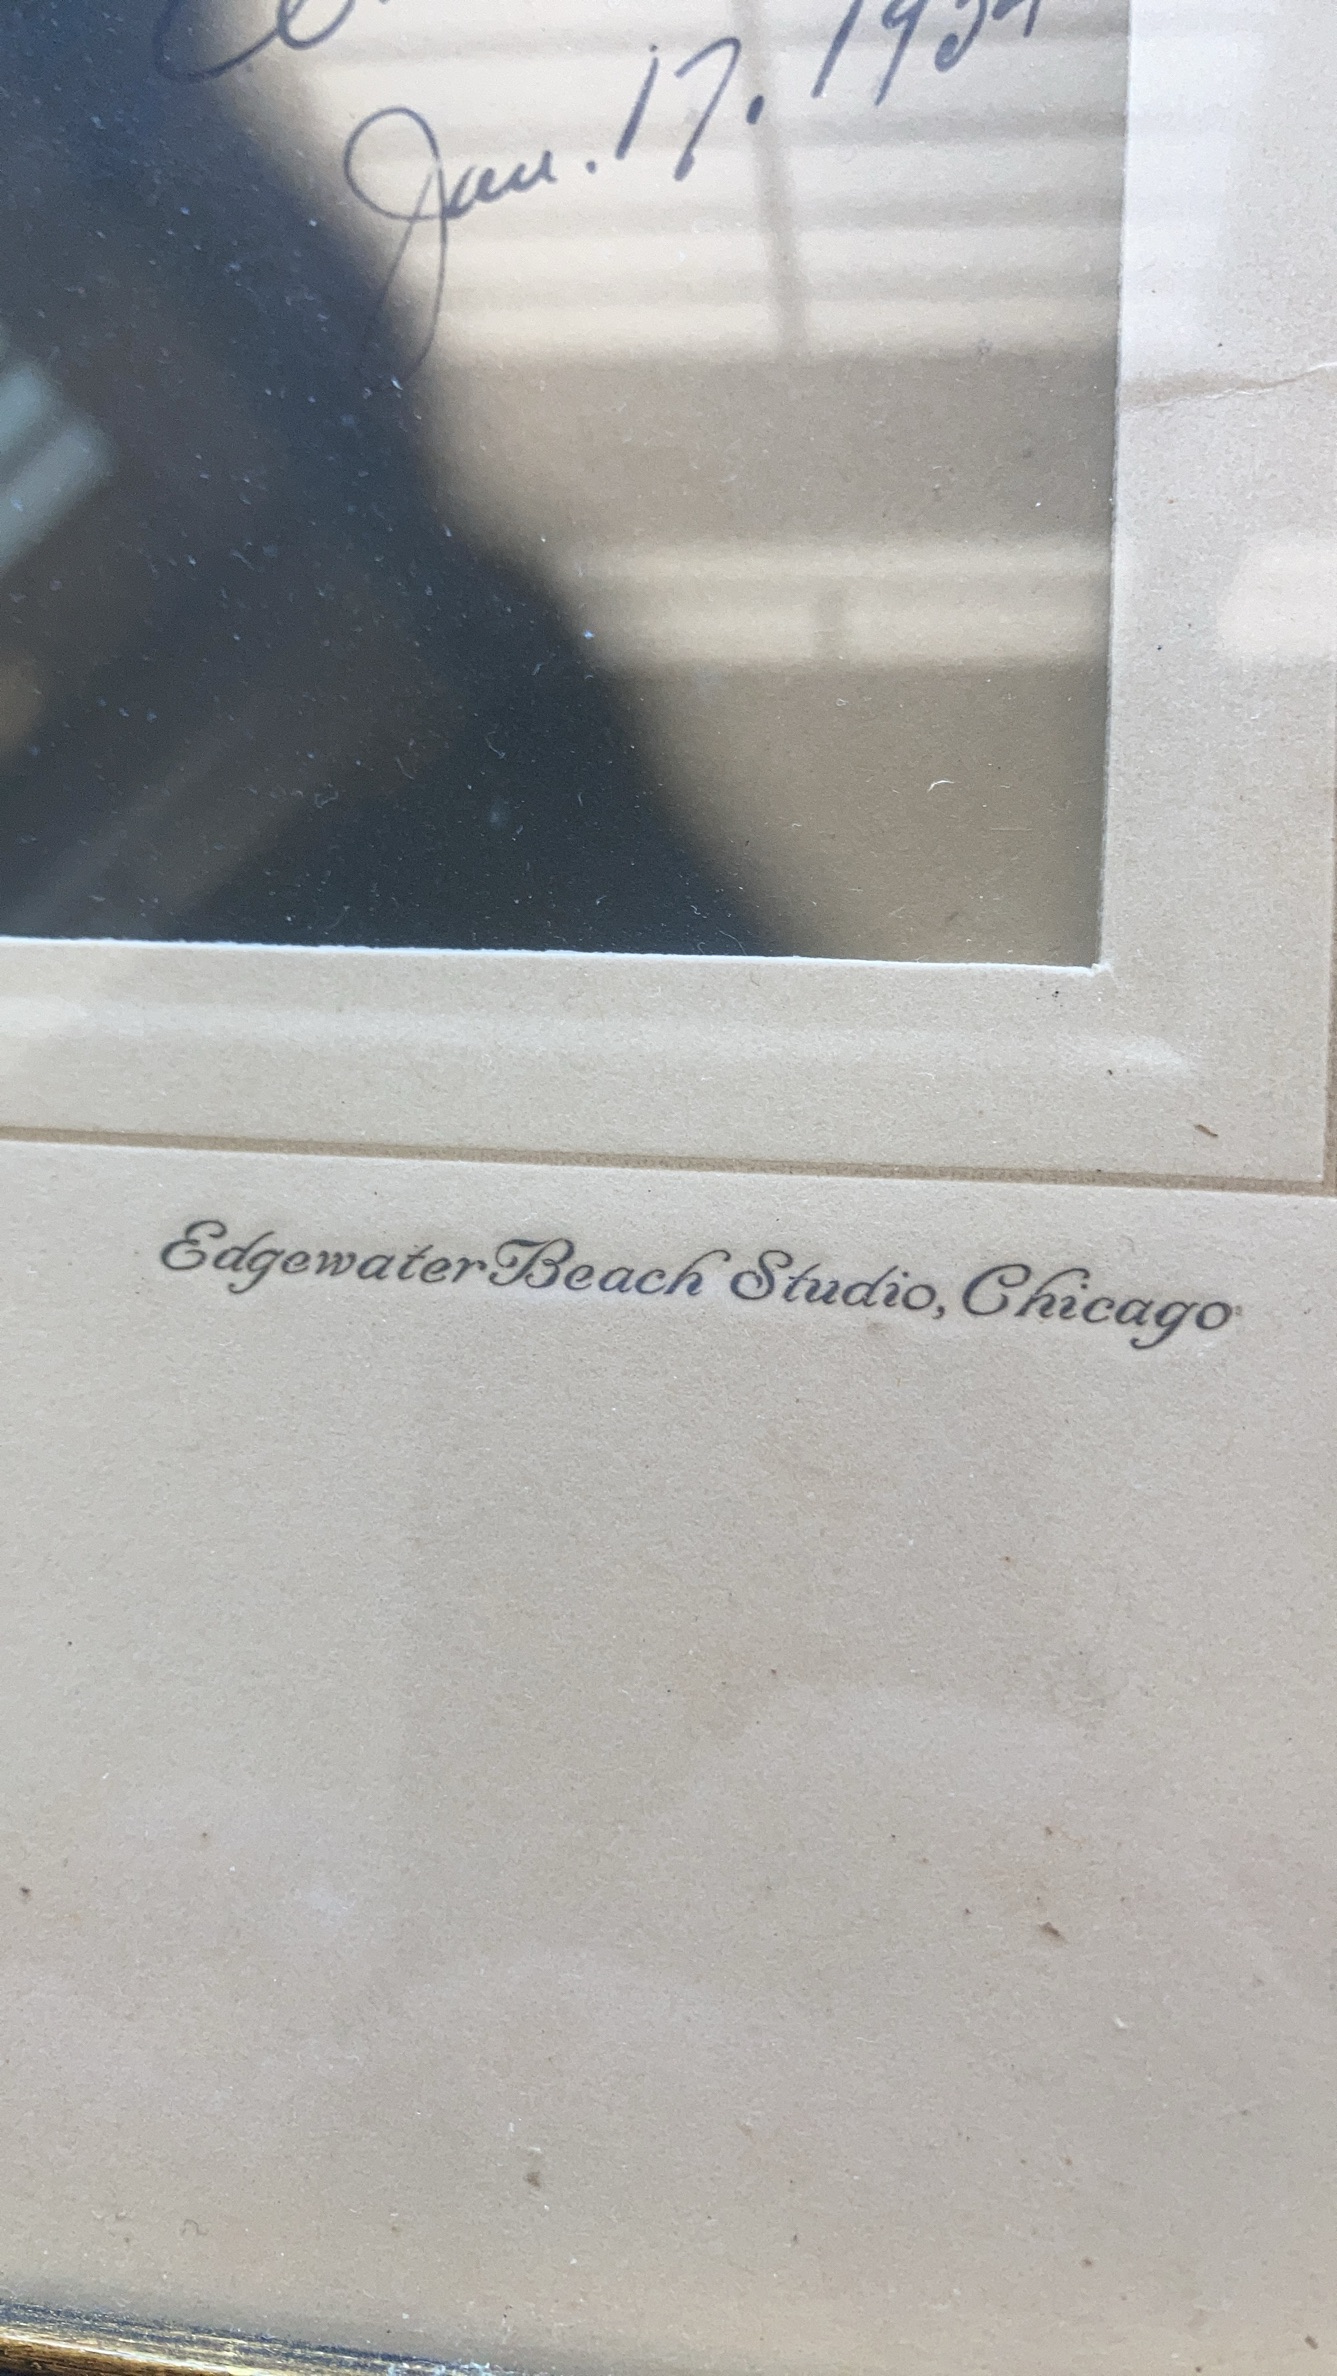 Jan. 17. 193
Edgewater Beach Studio, Chicago